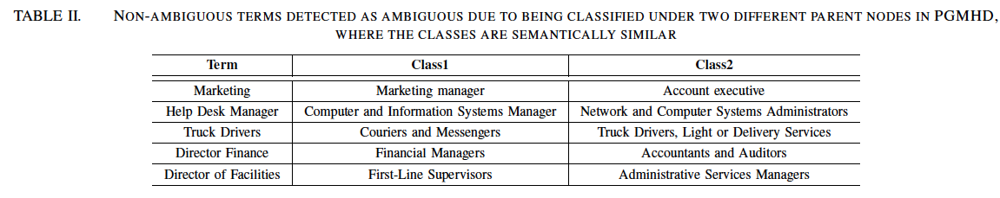 TABLE II. NON-AMBIGUOUS TERMS DETECTED AS AMBIGUOUS DUE TO BEING CLASSIFIED UNDER TWO DIFFERENT PARENT NODES IN PGMHD,
WHERE THE CLASSES ARE SEMANTICALLY SIMILAR
Term Class1 Class2
Marketing Marketing manager Account executive
Help Desk Manager Computer and Information Systems Manager Network and Computer Systems Administrators
Truck Drivers Couriers and Messengers Truck Drivers, Light or Delivery Services
Director Finance Financial Managers Accountants and Auditors
Director of Facilities First-Line Supervisors Administrative Services Managers